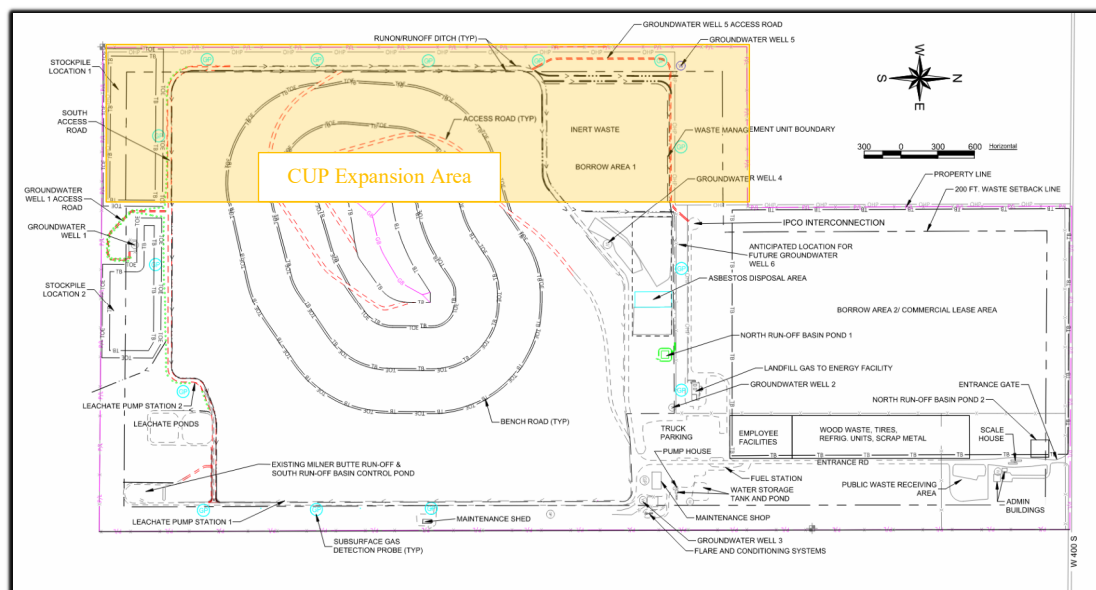 GROUNDWATER WELL 5 ACCESS ROAD
RUNON/RUNOFF DITCH (TYP)
GROUNDWATER WELL 5
STOCKPILE
LOCATION 1
SOUTH
ACCESS
ROAD
ACCESS ROAD (TYP)
INERT WASTE
BORROW AREA 1
WASTE MANAGEMENT UNIT BOUNDARY
W
S
N
E
300
0
300
600
Horizontal
CUP Expansion Area
GROUNDWATER WELL 4
PROPERTY LINE
200 FT. WASTE SETBACK LINE
GROUNDWATER
WELL 1 ACCESS
ROAD
GROUNDWATER
WELL 1
IPCO INTERCONNECTION
ANTICIPATED LOCATION FOR
FUTURE GROUNDWATER
WELL 6
ASBESTOS DISPOSAL AREA
STOCKPILE
LOCATION 2
BORROW AREA 2/ COMMERCIAL LEASE AREA
NORTH RUN-OFF BASIN POND 1
LANDFILL GAS TO ENERGY FACILITY
GROUNDWATER WELL 2
ENTRANCE GATE
NORTH RUN-OFF BASIN POND 2
LEACHATE PUMP STATION 2
LEACHATE PONDS
BENCH ROAD (TYP)
TRUCK
PARKING
EMPLOYEE
FACILITIES
WOOD WASTE, TIRES,
REFRIG. UNITS, SCRAP METAL
SCALE
HOUSE
PUMP HOUSE
ENTRANCE RD
EXISTING MILNER BUTTE RUN-OFF &
SOUTH RUN-OFF BASIN CONTROL POND
FUEL STATION
WATER STORAGE
TANK AND POND
PUBLIC WASTE RECEIVING
AREA
ADMIN
BUILDINGS
LEACHATE PUMP STATION 1
MAINTENANCE SHED
MAINTENANCE SHOP
SUBSURFACE GAS
DETECTION PROBE (TYP)
GROUNDWATER WELL 3
FLARE AND CONDITIONING SYSTEMS
W 400 S